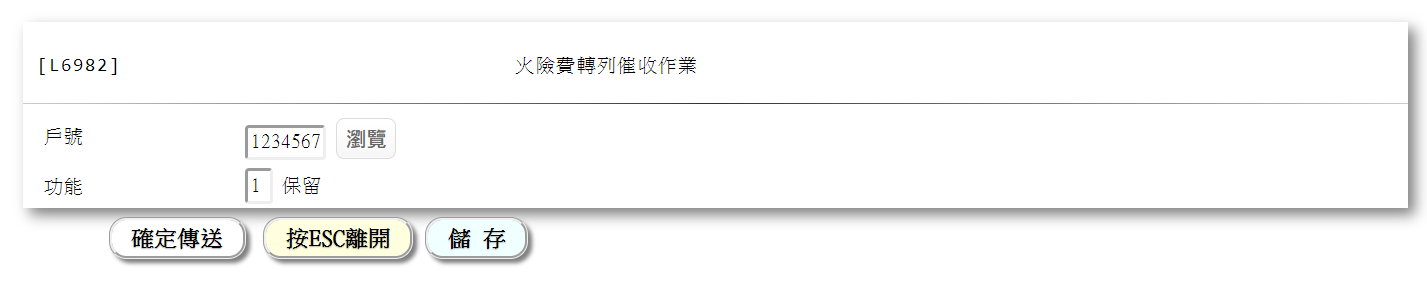 [L6982] 火險費轉列催收作業
戶號 1234567 瀏覽
功能 1 保留
確定傳送 按ESC離開 儲 存